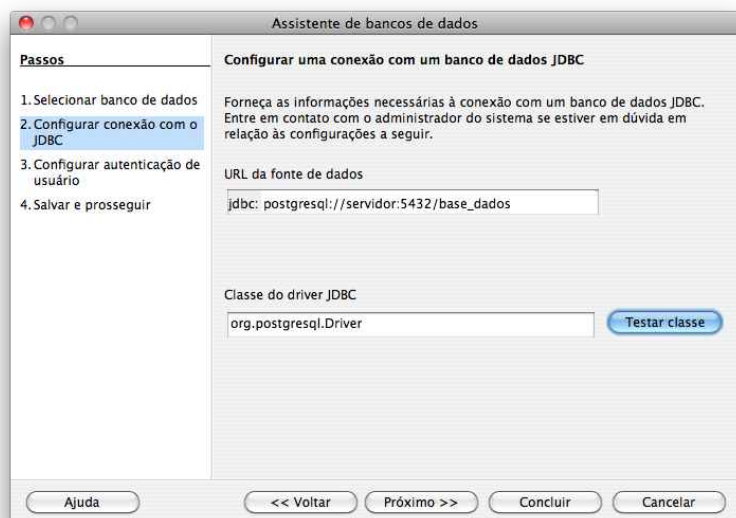 Assistente de bancos de dados
Passos
1. Selecionar banco de dados
2. Configurar conexão com o
JDBC
3. Configurar autenticação de
usuário
4. Salvar e prosseguir
Configurar uma conexão com um banco de dados JDBC
Forneça as informações necessárias à conexão com um banco de dados JDBC.
Entre em contato com o administrador do sistema se estiver em dúvida em
relação às configurações a seguir.
URL da fonte de dados
jdbc: postgresql://servidor:5432/base_dados
Classe do driver JDBC
org.postgresql.Driver
Testar classe
Ajuda
<< Voltar
Próximo >>
Concluir
Cancelar